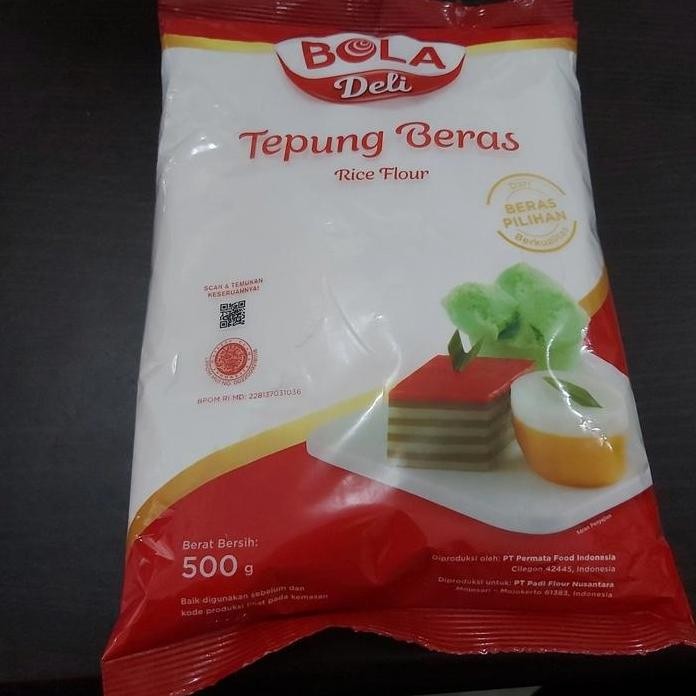 BOLA
Deli
Tepung Beras
Rice Flour
Dari
BERAS
PILIHAN
Berkualitas
SCAN & TEMUKAN
KESERUANNYA!
BPOM RI MD: 228137031036
Berat Bersih:
500 g
Baik digunakan sebelum dan
kode produksi lihat pada kemasan
Saran Penyajian
Diproduksi oleh: PT Permata Food Indonesia
Cilegon 42445, Indonesia
Diproduksi untuk: PT Padi Flour Nusantara
Mojosari - Mojokerto 61383, Indonesia